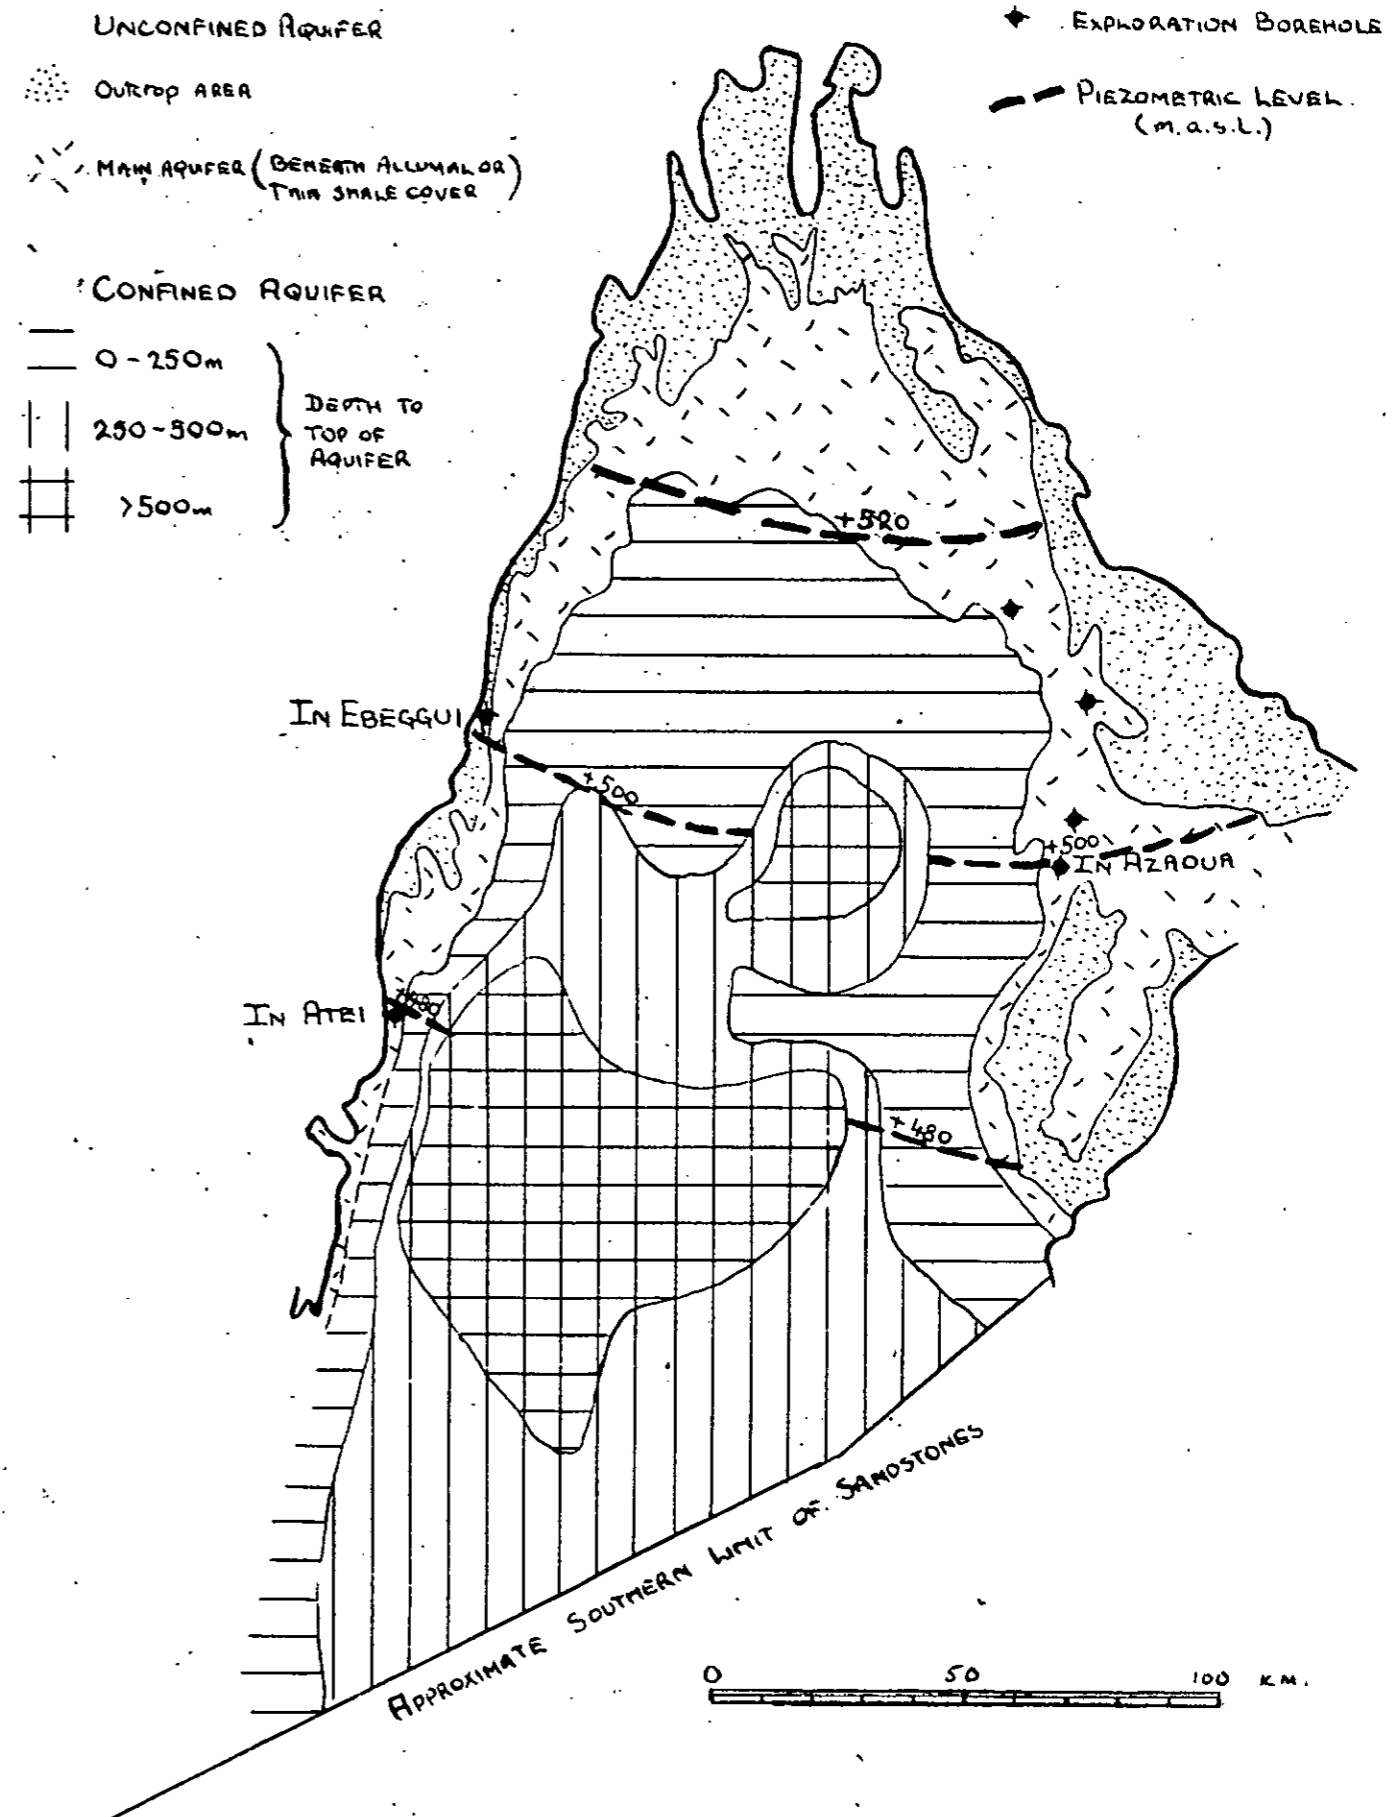 UNCONFINED AQUIFER
OUTCROP AREA
MAIN AQUIFER (BENEATH ALLUVIAL OR
THIN SHALE COVER)
CONFINED AQUIFER
0-250m
250-500m
>500m
DEPTH TO
TOP OF
AQUIFER
EXPLORATION BOREHOLE
PIEZOMETRIC LEVEL.
(m.a.s.l.)
+520
IN EBEGGUI
+500
+500
IN AZAOUA
IN ATEI
+480
+480
APPROXIMATE SOUTHERN LIMIT OF SANDSTONES
0 50 100 KM.